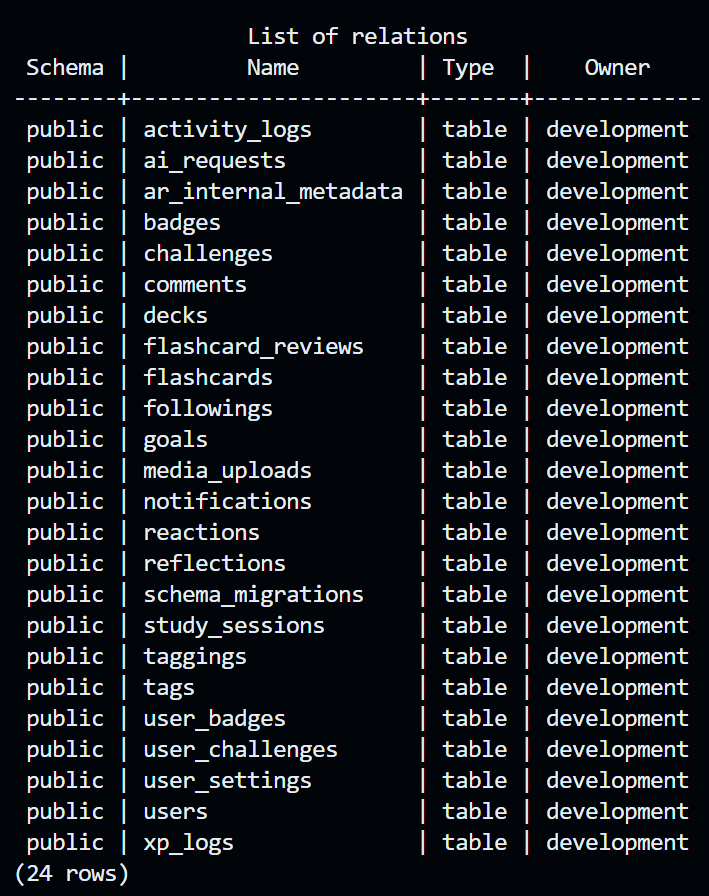 List of relations
 Schema |         Name         | Type  |    Owner
--------+----------------------+-------+-------------
 public | activity_logs        | table | development
 public | ai_requests          | table | development
 public | ar_internal_metadata | table | development
 public | badges               | table | development
 public | challenges           | table | development
 public | comments             | table | development
 public | decks                | table | development
 public | flashcard_reviews    | table | development
 public | flashcards           | table | development
 public | followings           | table | development
 public | goals                | table | development
 public | media_uploads        | table | development
 public | notifications        | table | development
 public | reactions            | table | development
 public | reflections          | table | development
 public | schema_migrations    | table | development
 public | study_sessions       | table | development
 public | taggings             | table | development
 public | tags                 | table | development
 public | user_badges          | table | development
 public | user_challenges      | table | development
 public | user_settings        | table | development
 public | users                | table | development
 public | xp_logs              | table | development
(24 rows)